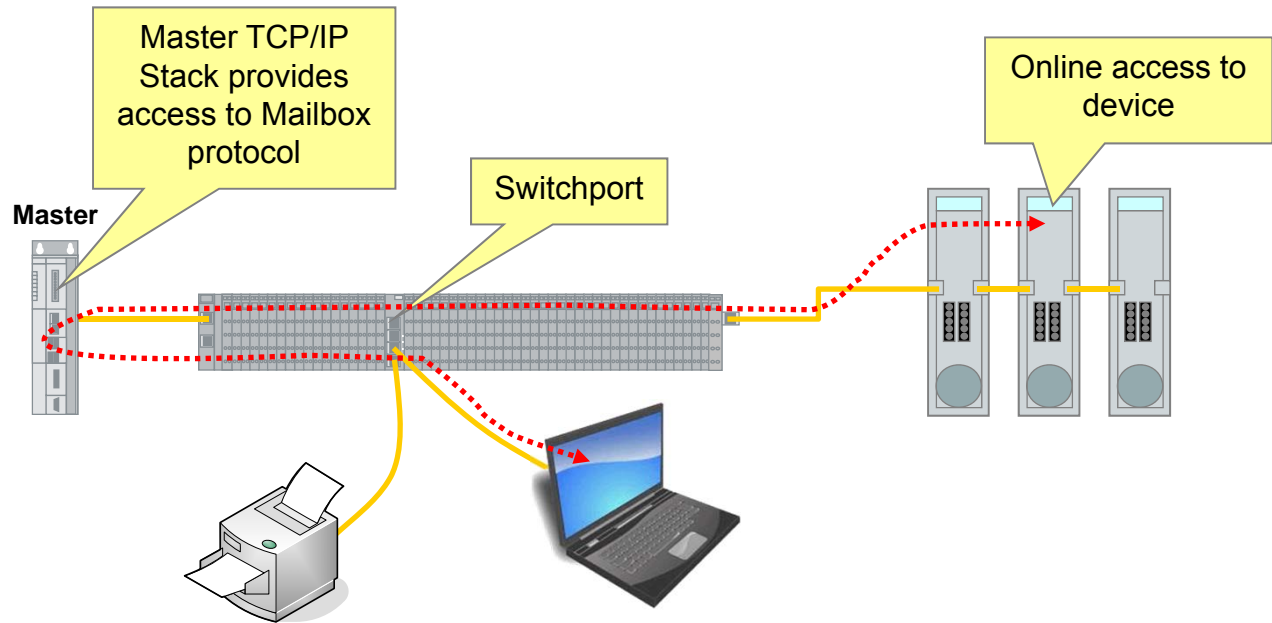 Master TCP/IP
Stack provides
access to Mailbox
protocol
Online access to
device
Switchport
Master